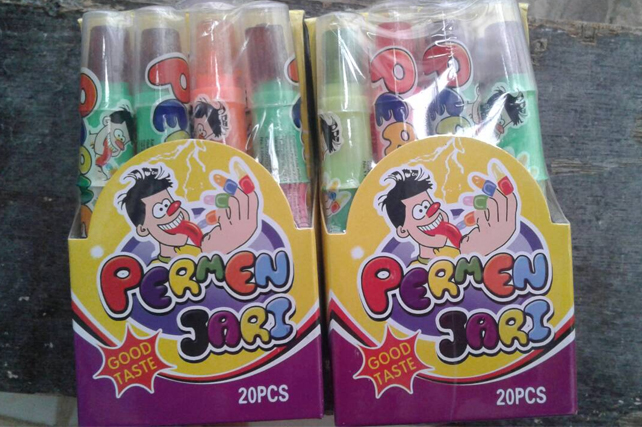 PERMEN
JARI
GOOD
TASTE
20PCS
PERMEN
JARI
GOOD
TASTE
20PCS